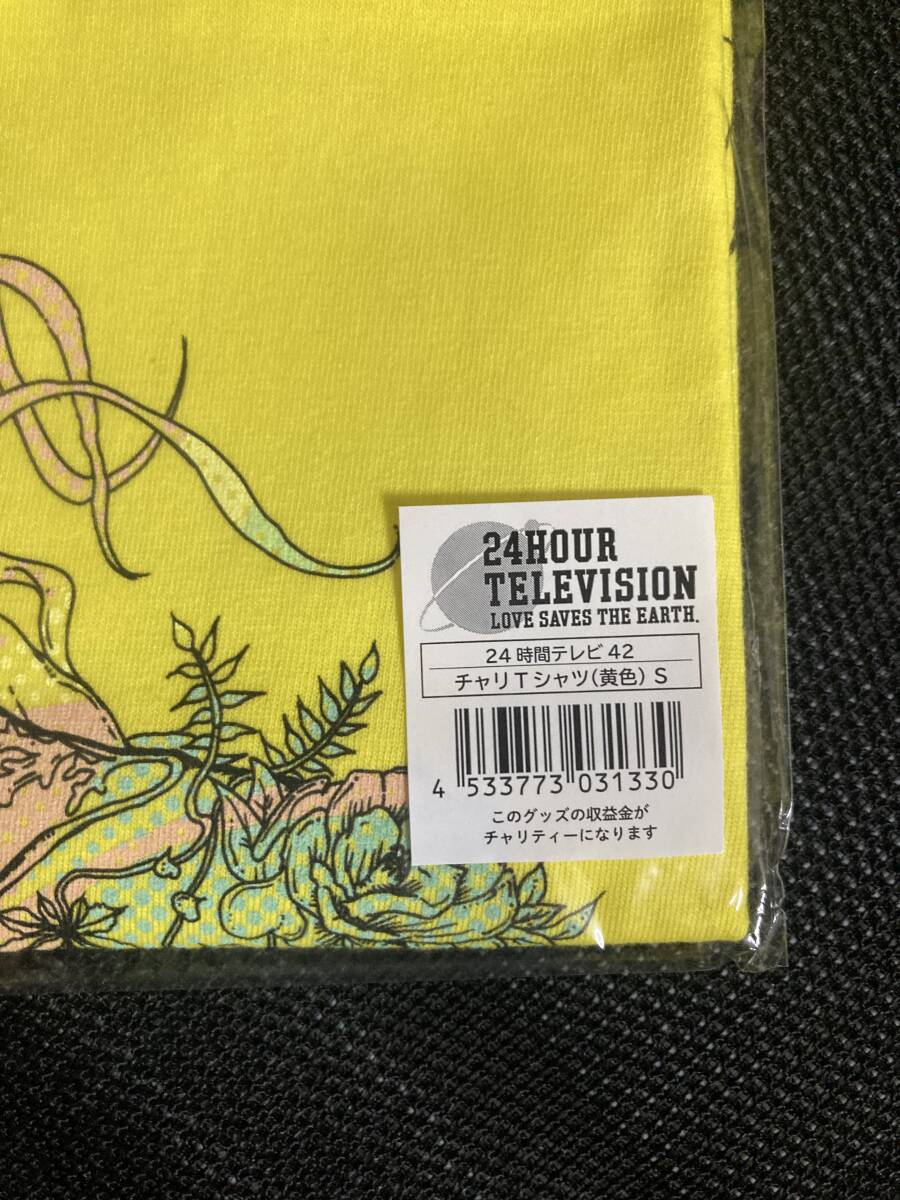 24HOUR
TELEVISION
LOVE SAVES THE EARTH.
24時間テレビ42
チャリTシャツ(黄色) S
4 533773 031330
このグッズの収益金が
チャリティーになります